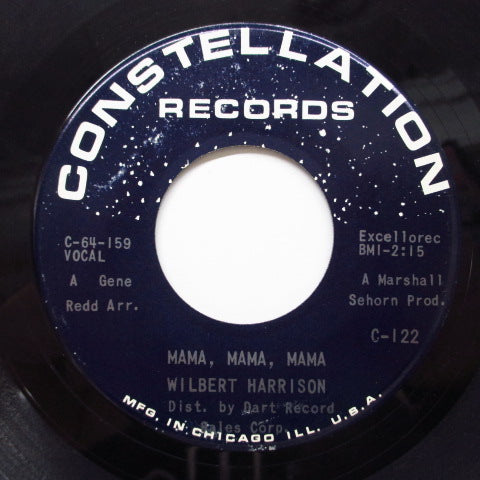 CONSTELLATION
RECORDS
C-64-159
VOCAL
A Gene
Redd Arr.
Excellorec
BMI-2:15
A Marshall
Sehorn Prod.
C-122
MAMA, MAMA, MAMA
WILBERT HARRISON
Dist. by Dart Record
Sales Corp.
MFG. IN CHICAGO ILL. U.S.A.